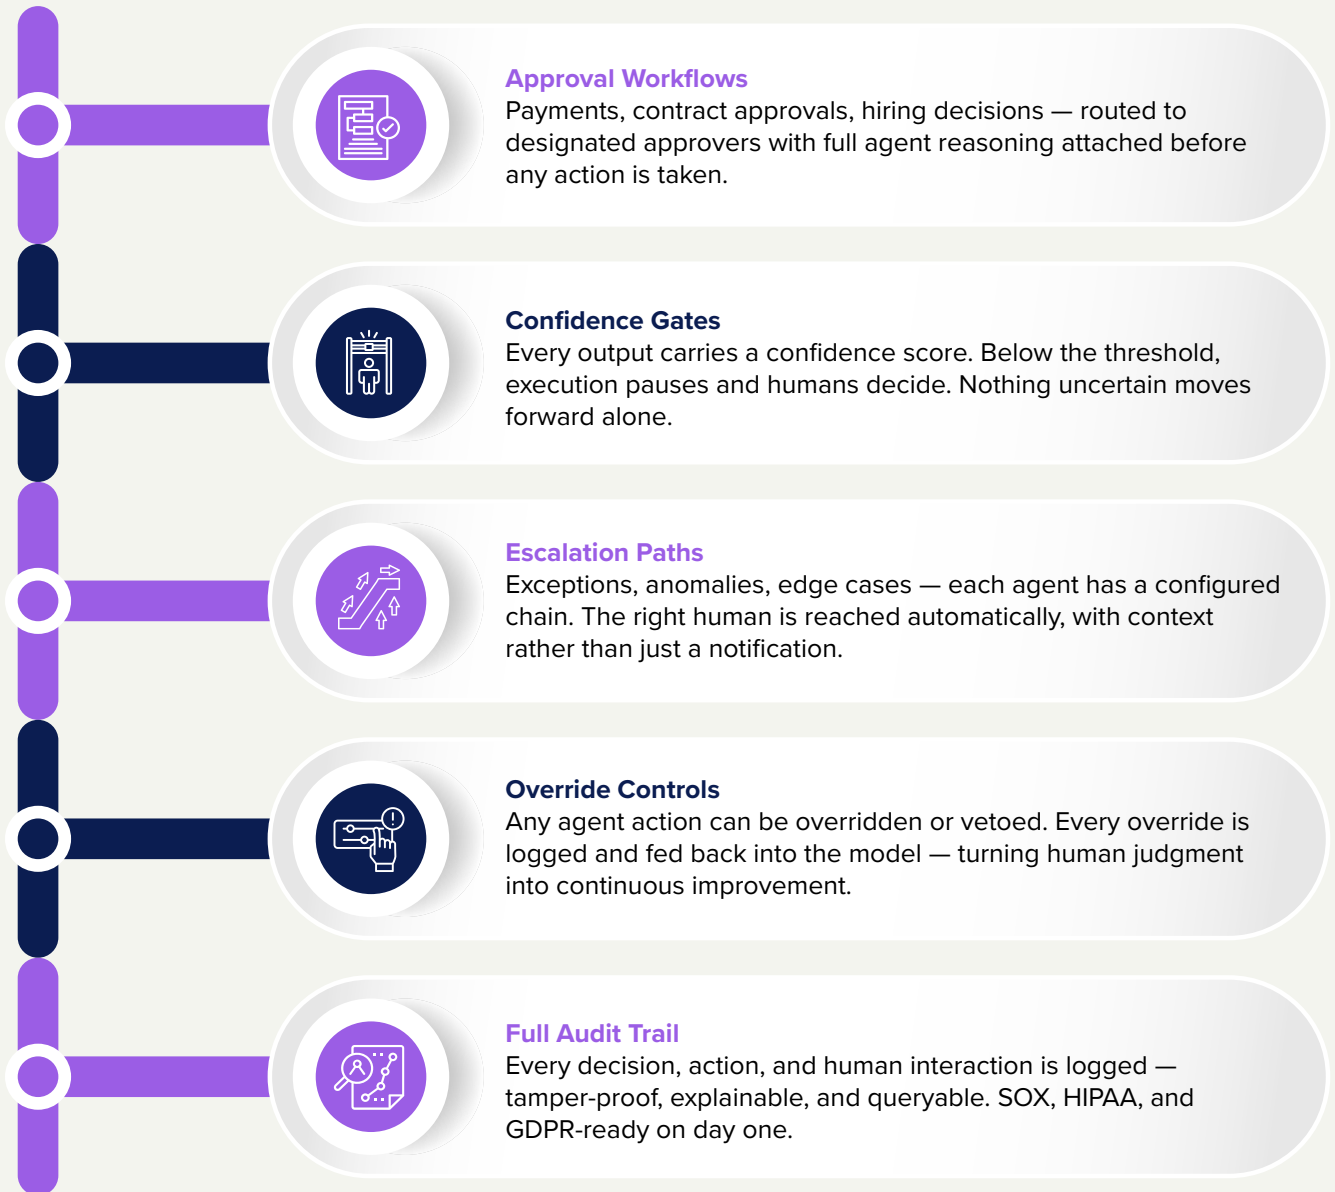 Approval Workflows
Payments, contract approvals, hiring decisions — routed to
designated approvers with full agent reasoning attached before
any action is taken.
Confidence Gates
Every output carries a confidence score. Below the threshold,
execution pauses and humans decide. Nothing uncertain moves
forward alone.
Escalation Paths
Exceptions, anomalies, edge cases — each agent has a configured
chain. The right human is reached automatically, with context
rather than just a notification.
Override Controls
Any agent action can be overridden or vetoed. Every override is
logged and fed back into the model — turning human judgment
into continuous improvement.
Full Audit Trail
Every decision, action, and human interaction is logged —
tamper-proof, explainable, and queryable. SOX, HIPAA, and
GDPR-ready on day one.